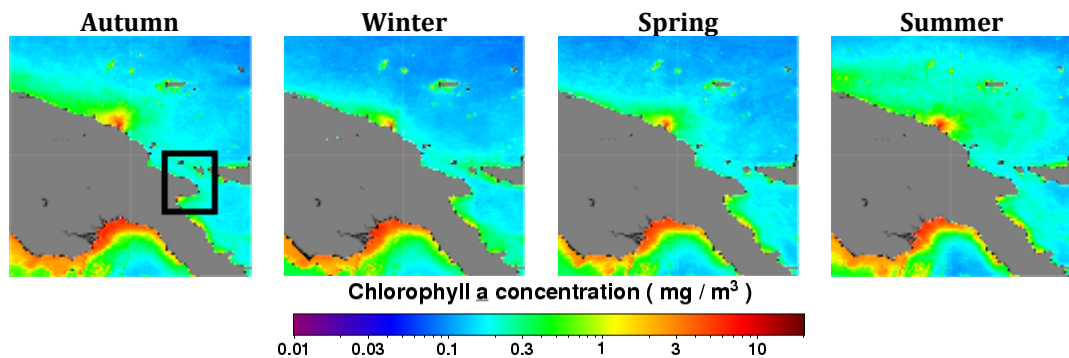 Autumn Winter Spring Summer
Chlorophyll a concentration ( mg / m³ )
0.01 0.03 0.1 0.3 1 3 10